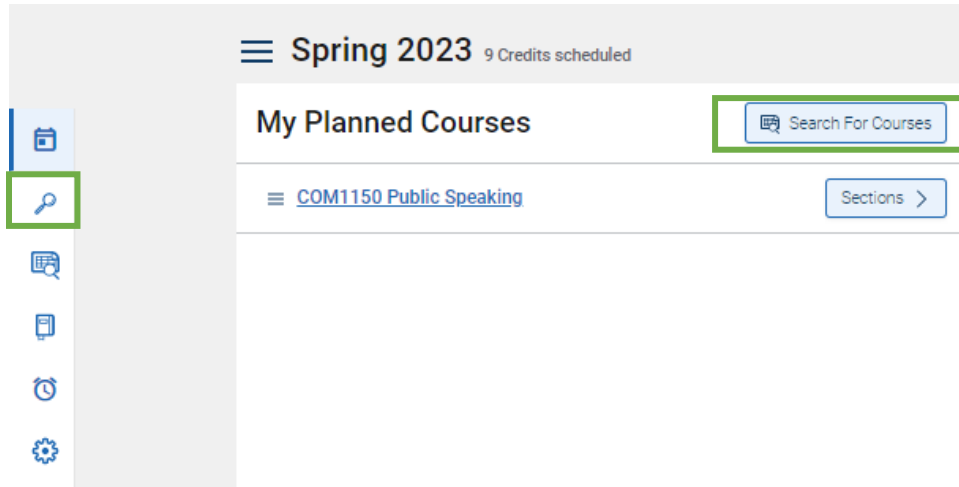 Spring 2023 9 Credits scheduled
My Planned Courses
Search For Courses
COM1150 Public Speaking
Sections